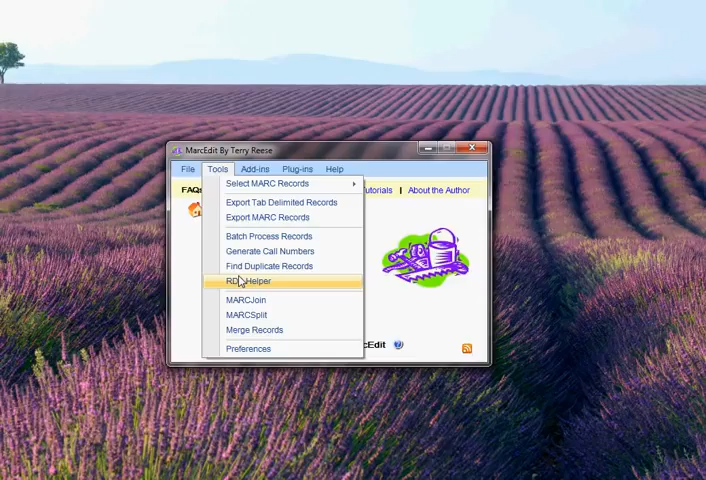 MarcEdit By Terry Reese
File Tools Add-ins Plug-ins Help
FAQs
utorials | About the Author
Select MARC Records
Export Tab Delimited Records
Export MARC Records
Batch Process Records
Generate Call Numbers
Find Duplicate Records
RDA Helper
MARCJoin
MARCSplit
Merge Records
Preferences
cEdit